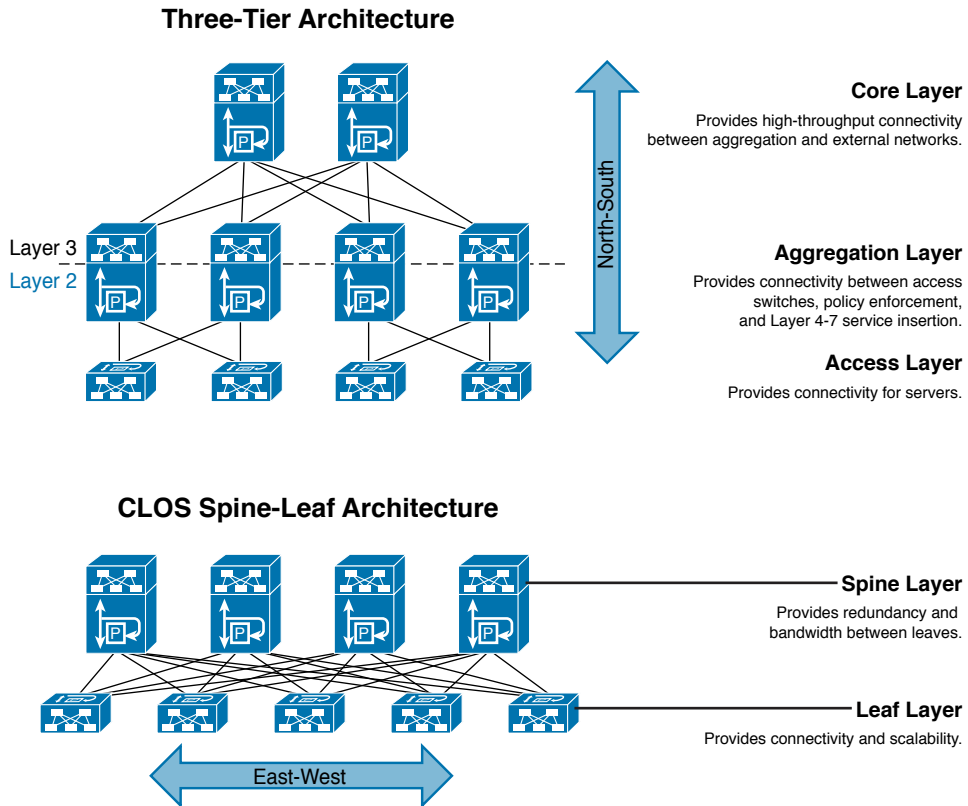 Three-Tier Architecture
Core Layer
Provides high-throughput connectivity
between aggregation and external networks.
P
P
North-South
Layer 3
Layer 2
P
P
P
P
Aggregation Layer
Provides connectivity between access
switches, policy enforcement,
and Layer 4-7 service insertion.
Access Layer
Provides connectivity for servers.
CLOS Spine-Leaf Architecture
P
P
P
P
Spine Layer
Provides redundancy and
bandwidth between leaves.
Leaf Layer
Provides connectivity and scalability.
East-West